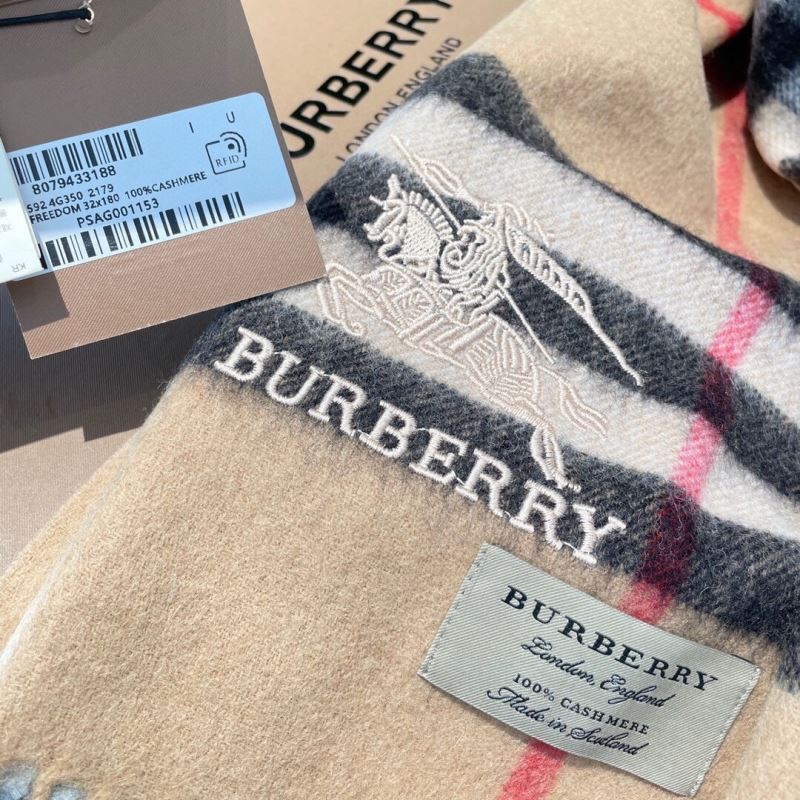 I U
8079433188
RFID
592 4G350 2179
FREEDOM 32x180 100%CASHMERE
PSAG001153
KR
URBERRY
LONDON ENGLAND
BURBERRY
BURBERRY
London, England
100% CASHMERE
Made in Scotland